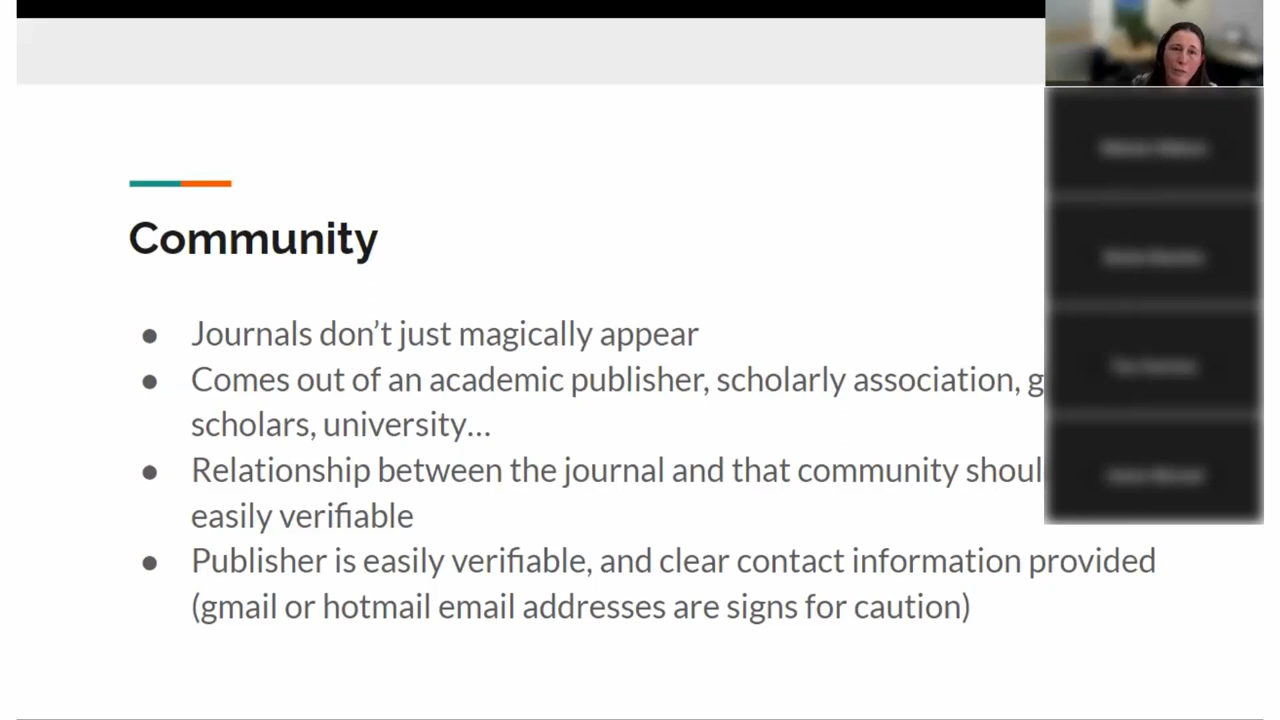 Community
● Journals don't just magically appear
● Comes out of an academic publisher, scholarly association, g
scholars, university…
● Relationship between the journal and that community shoul
easily verifiable
● Publisher is easily verifiable, and clear contact information provided
(gmail or hotmail email addresses are signs for caution)